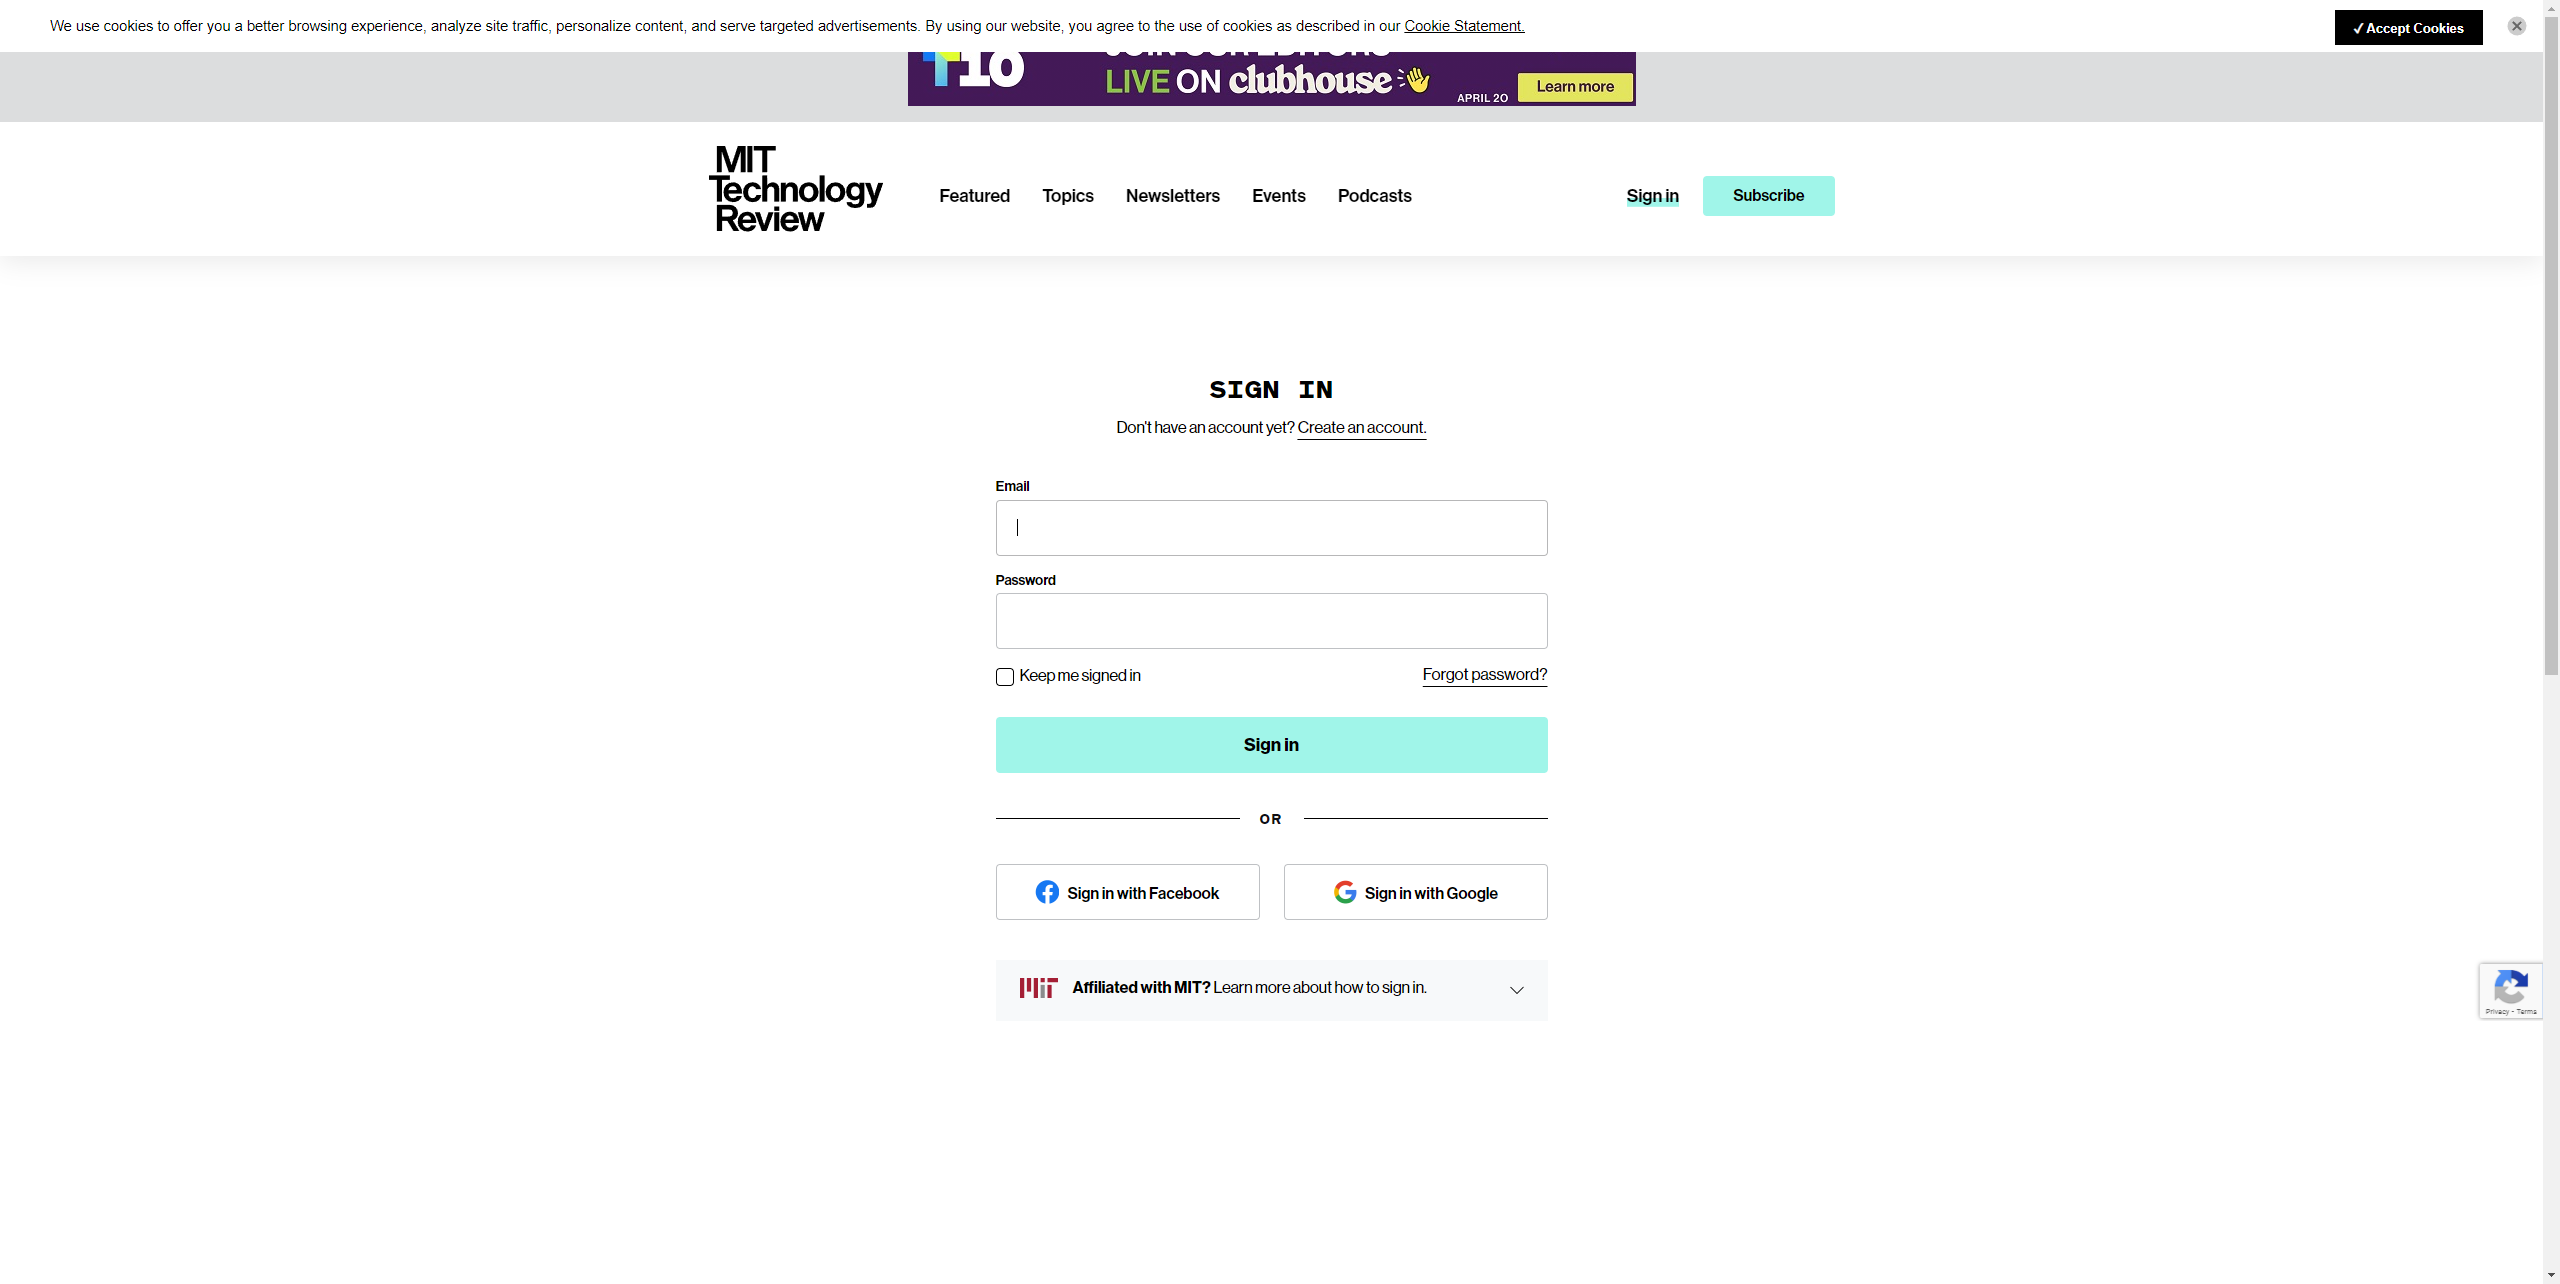 We use cookies to offer you a better browsing experience, analyze site traffic, personalize content, and serve targeted advertisements. By using our website, you agree to the use of cookies as described in our Cookie Statement.
✓ Accept Cookies
JOIN OUR EDITORS
LIVE ON clubhouse
APRIL 20
Learn more
MIT
Technology
Review
Featured
Topics
Newsletters
Events
Podcasts
Sign in
Subscribe
SIGN IN
Don't have an account yet? Create an account.
Email
Password
Keep me signed in
Forgot password?
Sign in
OR
Sign in with Facebook
Sign in with Google
Affiliated with MIT? Learn more about how to sign in.
Privacy - Terms